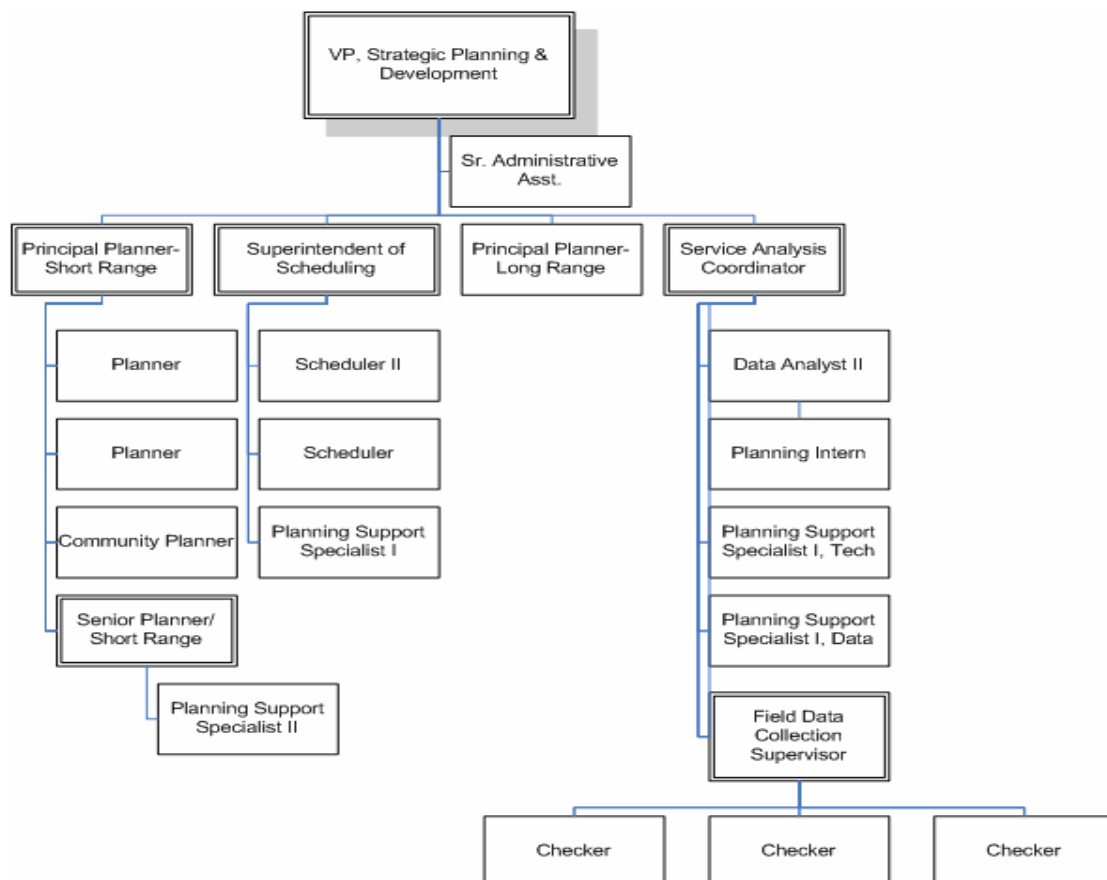 VP, Strategic Planning &
Development
Sr. Administrative
Asst.
Principal Planner-
Short Range
Superintendent of
Scheduling
Principal Planner-
Long Range
Service Analysis
Coordinator
Planner
Scheduler II
Data Analyst II
Planner
Scheduler
Planning Intern
Community Planner
Planning Support
Specialist I
Planning Support
Specialist I, Tech
Senior Planner/
Short Range
Planning Support
Specialist I, Data
Planning Support
Specialist II
Field Data
Collection
Supervisor
Checker
Checker
Checker